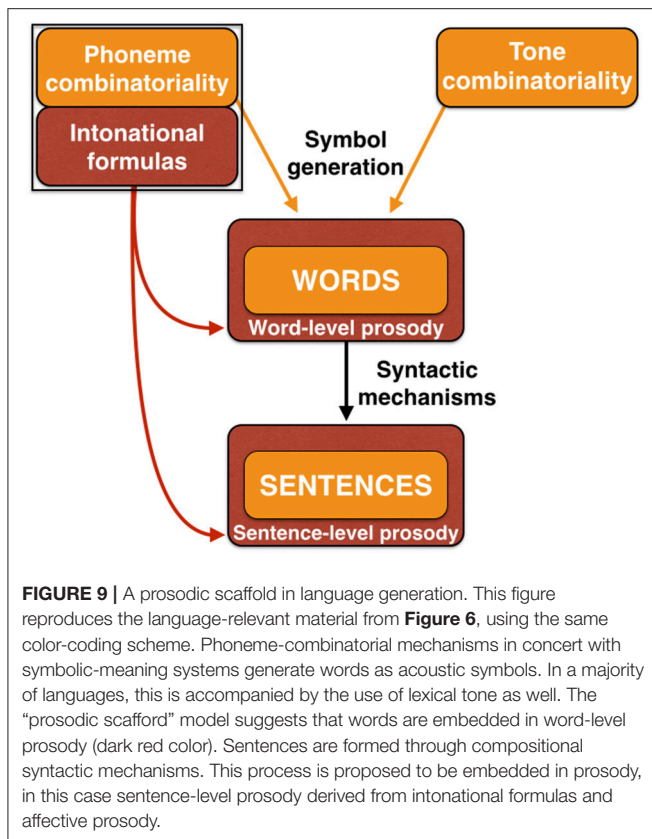 Phoneme
combinatoriality
Tone
combinatoriality
Intonational
formulas
Symbol
generation
WORDS
Word-level prosody
Syntactic
mechanisms
SENTENCES
Sentence-level prosody
FIGURE 9 | A prosodic scaffold in language generation. This figure
reproduces the language-relevant material from Figure 6, using the same
color-coding scheme. Phoneme-combinatorial mechanisms in concert with
symbolic-meaning systems generate words as acoustic symbols. In a majority
of languages, this is accompanied by the use of lexical tone as well. The
“prosodic scafford” model suggests that words are embedded in word-level
prosody (dark red color). Sentences are formed through compositional
syntactic mechanisms. This process is proposed to be embedded in prosody,
in this case sentence-level prosody derived from intonational formulas and
affective prosody.